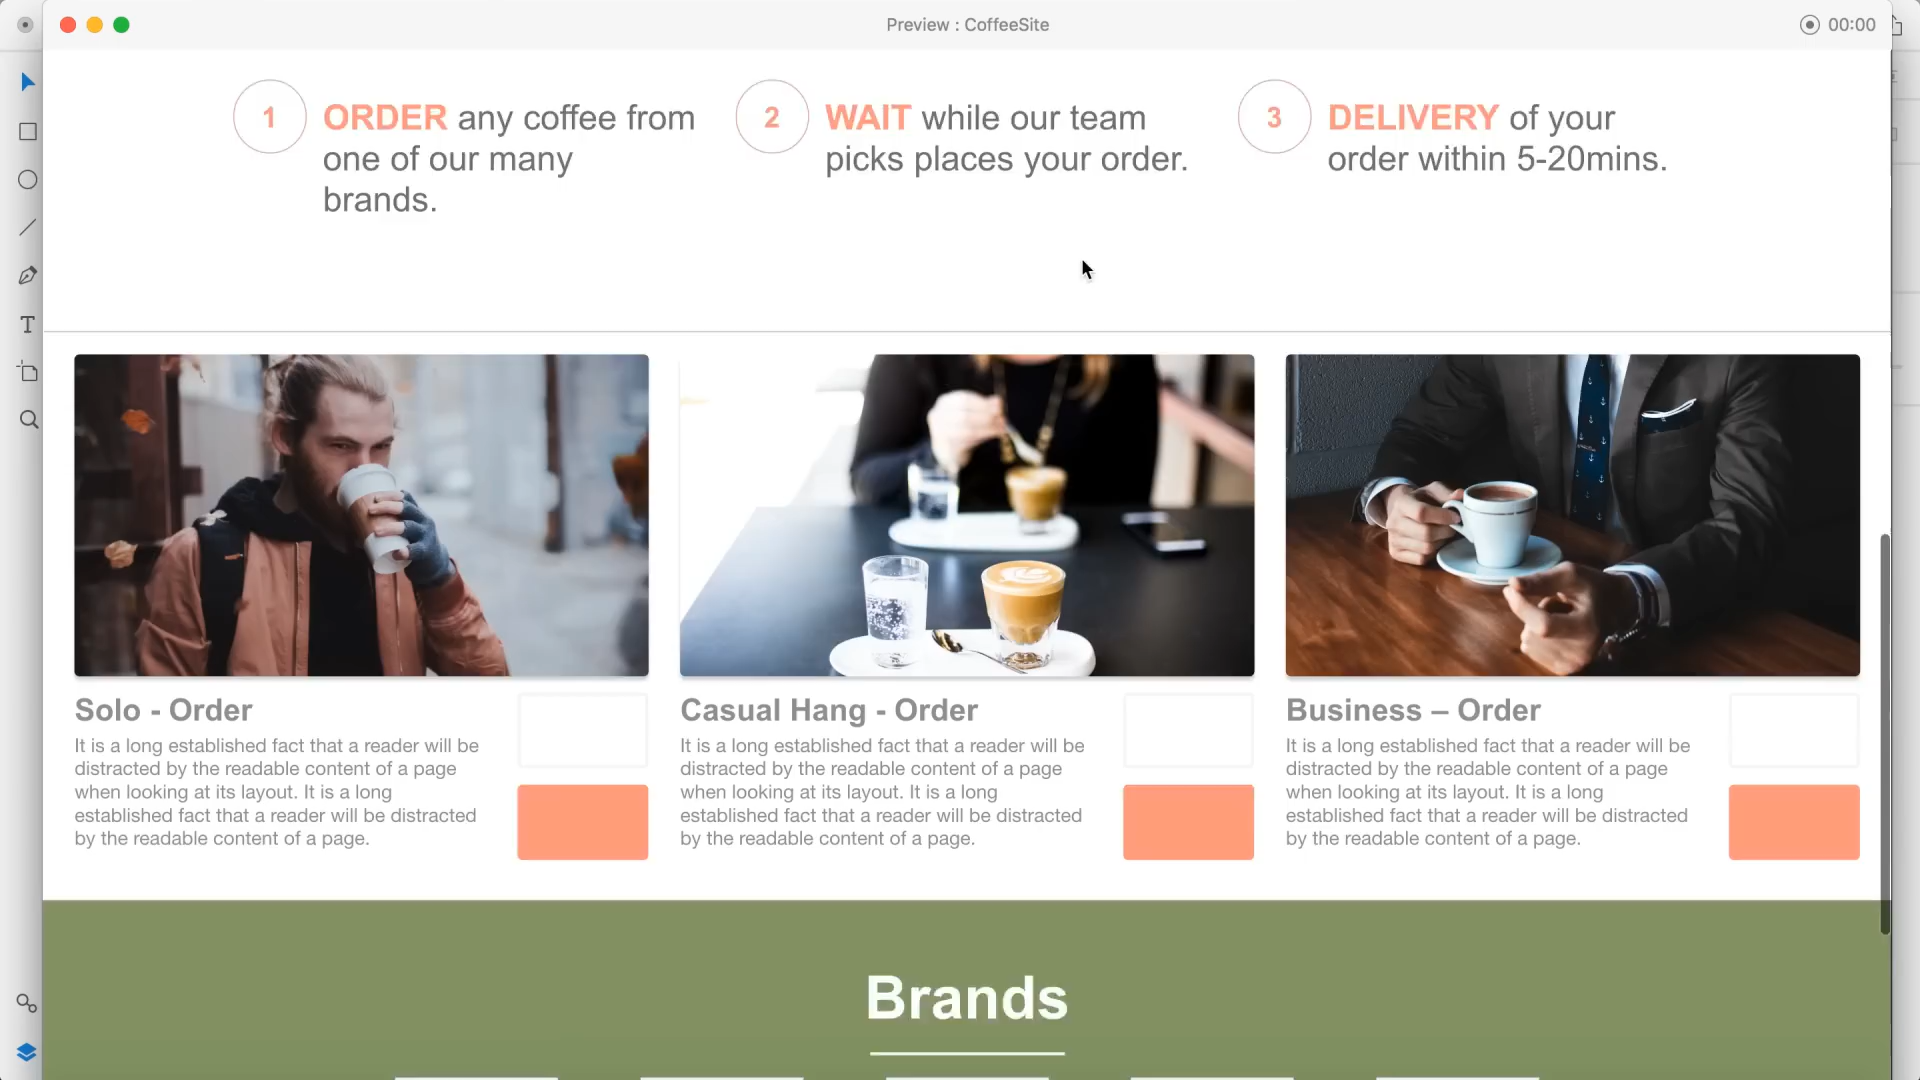 Preview : CoffeeSite
00:00
1
ORDER any coffee from
one of our many
brands.
2
WAIT while our team
picks places your order.
3
DELIVERY of your
order within 5-20mins.
Solo - Order
It is a long established fact that a reader will be
distracted by the readable content of a page
when looking at its layout. It is a long
established fact that a reader will be distracted
by the readable content of a page.
Casual Hang - Order
It is a long established fact that a reader will be
distracted by the readable content of a page
when looking at its layout. It is a long
established fact that a reader will be distracted
by the readable content of a page.
Business – Order
It is a long established fact that a reader will be
distracted by the readable content of a page
when looking at its layout. It is a long
established fact that a reader will be distracted
by the readable content of a page.
Brands